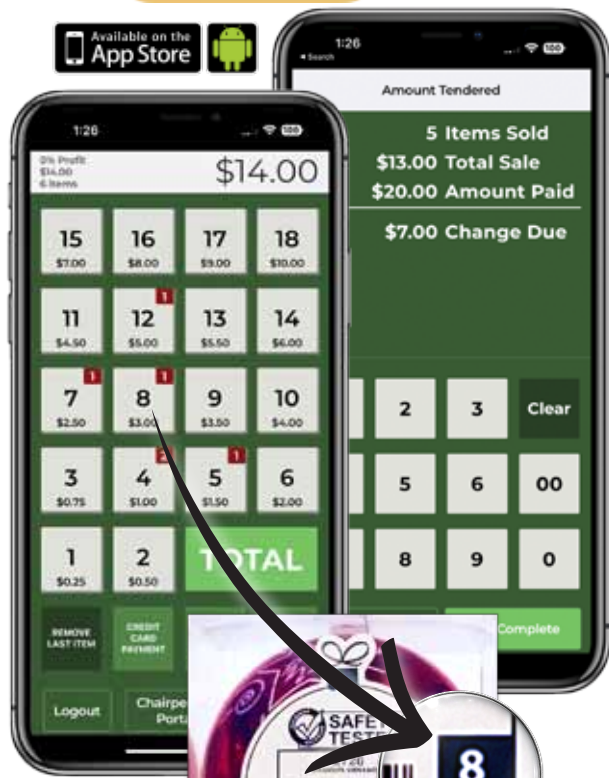 Available on the
App Store
1:26
0% Profit
$14.00
6 Items
$14.00
15 16 17 18
$7.00 $8.00 $9.00 $10.00
1
11 12 13 14
$4.50 $5.00 $5.50 $6.00
1 1
7 8 9 10
$2.50 $3.00 $3.50 $4.00
2 1
3 4 5 6
$0.75 $1.00 $1.50 $2.00
1 2 TOTAL
$0.25 $0.50
REMOVE
LAST ITEM
CREDIT
CARD
PAYMENT
Logout
Search
1:26
100
Amount Tendered
5 Items Sold
$13.00 Total Sale
$20.00 Amount Paid
$7.00 Change Due
2 3 Clear
5 6 00
8 9 0
Complete
8